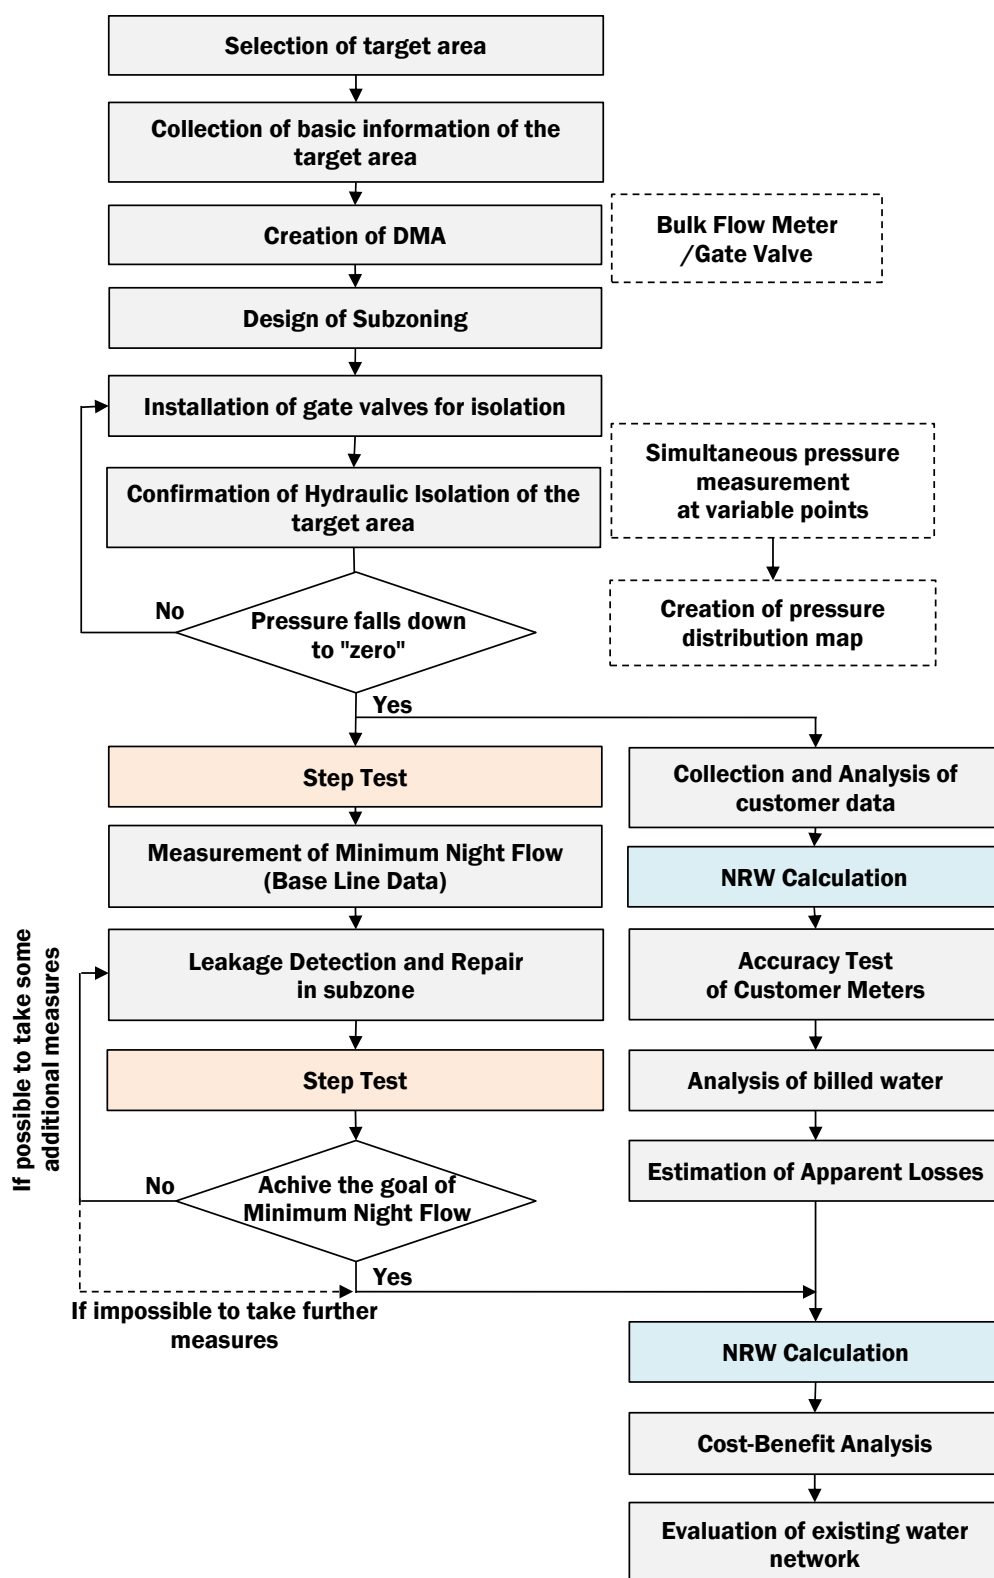 Selection of target area
Collection of basic information of the
target area
Creation of DMA
Bulk Flow Meter
/Gate Valve
Design of Subzoning
Installation of gate valves for isolation
Simultaneous pressure
measurement
at variable points
Confirmation of Hydraulic Isolation of the
target area
Creation of pressure
distribution map
No
Pressure falls down
to "zero"
Yes
Step Test
Collection and Analysis of
customer data
Measurement of Minimum Night Flow
(Base Line Data)
NRW Calculation
If possible to take some
additional measures
Leakage Detection and Repair
in subzone
Accuracy Test
of Customer Meters
Step Test
Analysis of billed water
No
Achive the goal of
Minimum Night Flow
Estimation of Apparent Losses
Yes
If impossible to take further
measures
NRW Calculation
Cost-Benefit Analysis
Evaluation of existing water
network